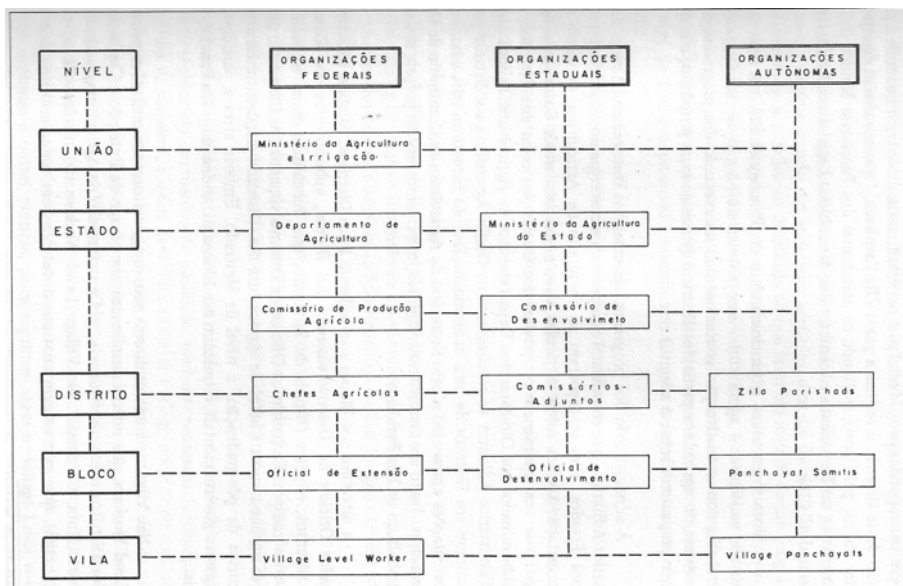 NÍVEL
ORGANIZAÇÕES
FEDERAIS
ORGANIZAÇÕES
ESTADUAIS
ORGANIZAÇÕES
AUTÔNOMAS
UNIÃO
Ministério da Agricultura
e Irrigação
ESTADO
Departamento de
Agricultura
Ministério da Agricultura
do Estado
Comissário de Produção
Agrícola
Comissário de
Desenvolvimeto
DISTRITO
Chefes Agrícolas
Comissários-
Adjuntos
Zila Parishads
BLOCO
Oficial de Extensão
Oficial de
Desenvolvimento
Panchayat Samitis
VILA
Village Level Worker
Village Panchayats